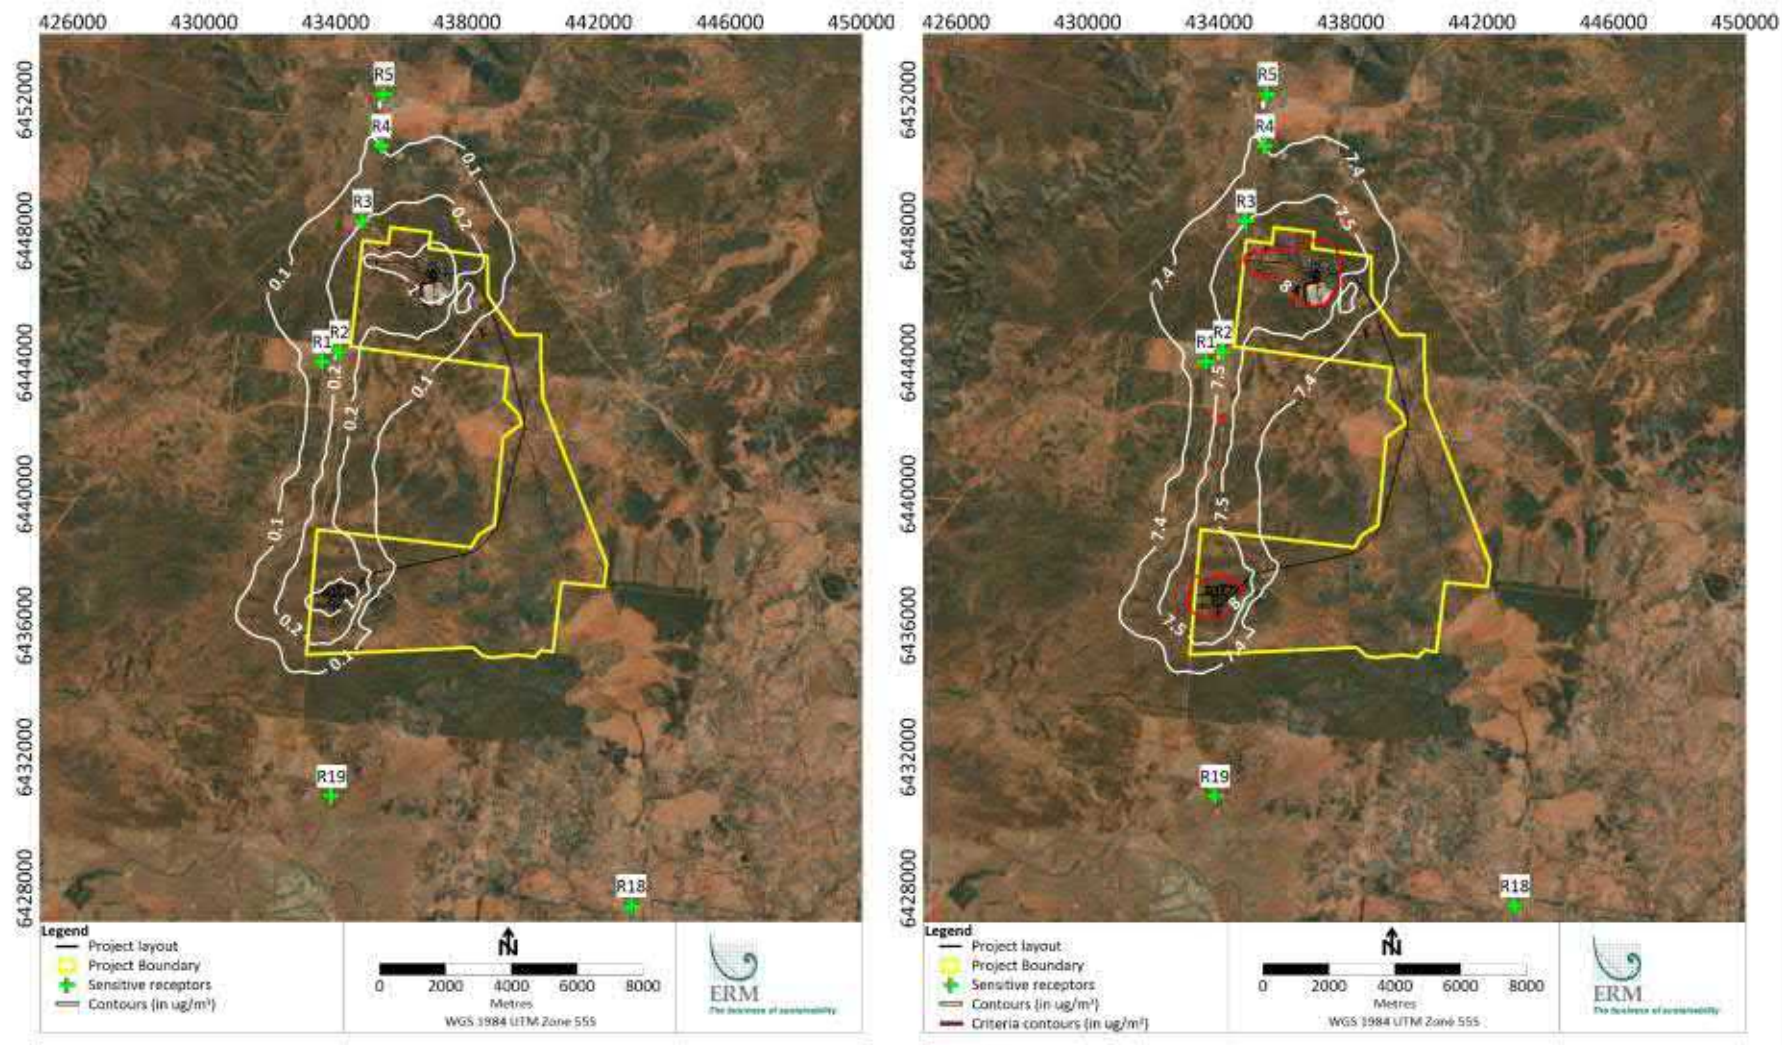 426000 430000 434000 438000 442000 446000 450000
6452000
6448000
6444000
6440000
6436000
6432000
6428000
R5
R4
0.1
R3
0.2
0.1
1
R2
R1
0.2
0.1
0.2
0.1
1
0.2
0.1
R19
R18
Legend
Project layout
Project Boundary
Sensitive receptors
Contours (in ug/m³)
N
0 2000 4000 6000 8000
Metres
WGS 1984 UTM Zone 55S
ERM
The business of sustainability
426000 430000 434000 438000 442000 446000 450000
6452000
6448000
6444000
6440000
6436000
6432000
6428000
R5
R4
7.4
R3
7.5
7.4
8
R2
R1
7.5
7.4
7.5
7.4
8
7.5
7.4
R19
R18
Legend
Project layout
Project Boundary
Sensitive receptors
Contours (in ug/m³)
Criteria contours (in ug/m³)
N
0 2000 4000 6000 8000
Metres
WGS 1984 UTM Zone 55S
ERM
The business of sustainability